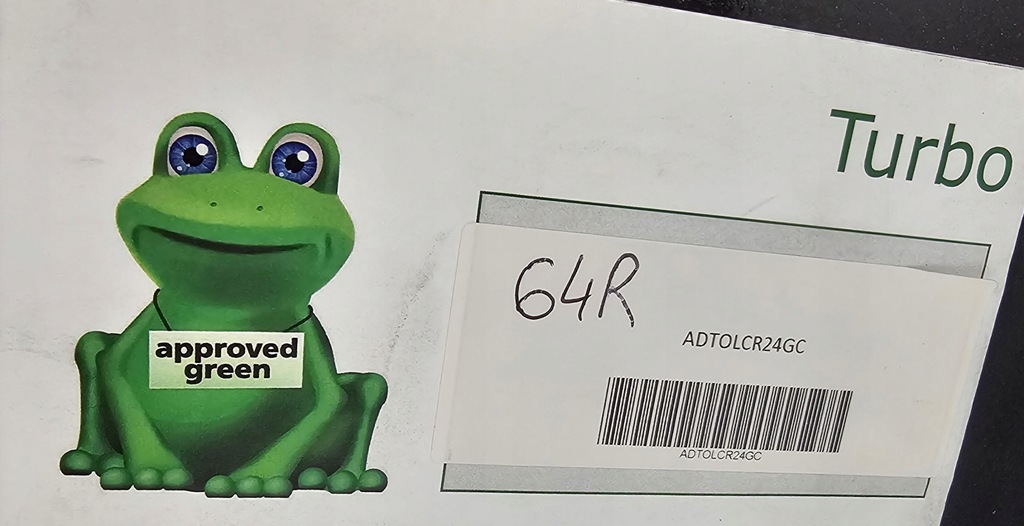 Turbo
approved
green
64R
ADTOLCR24GC
ADTOLCR24GC